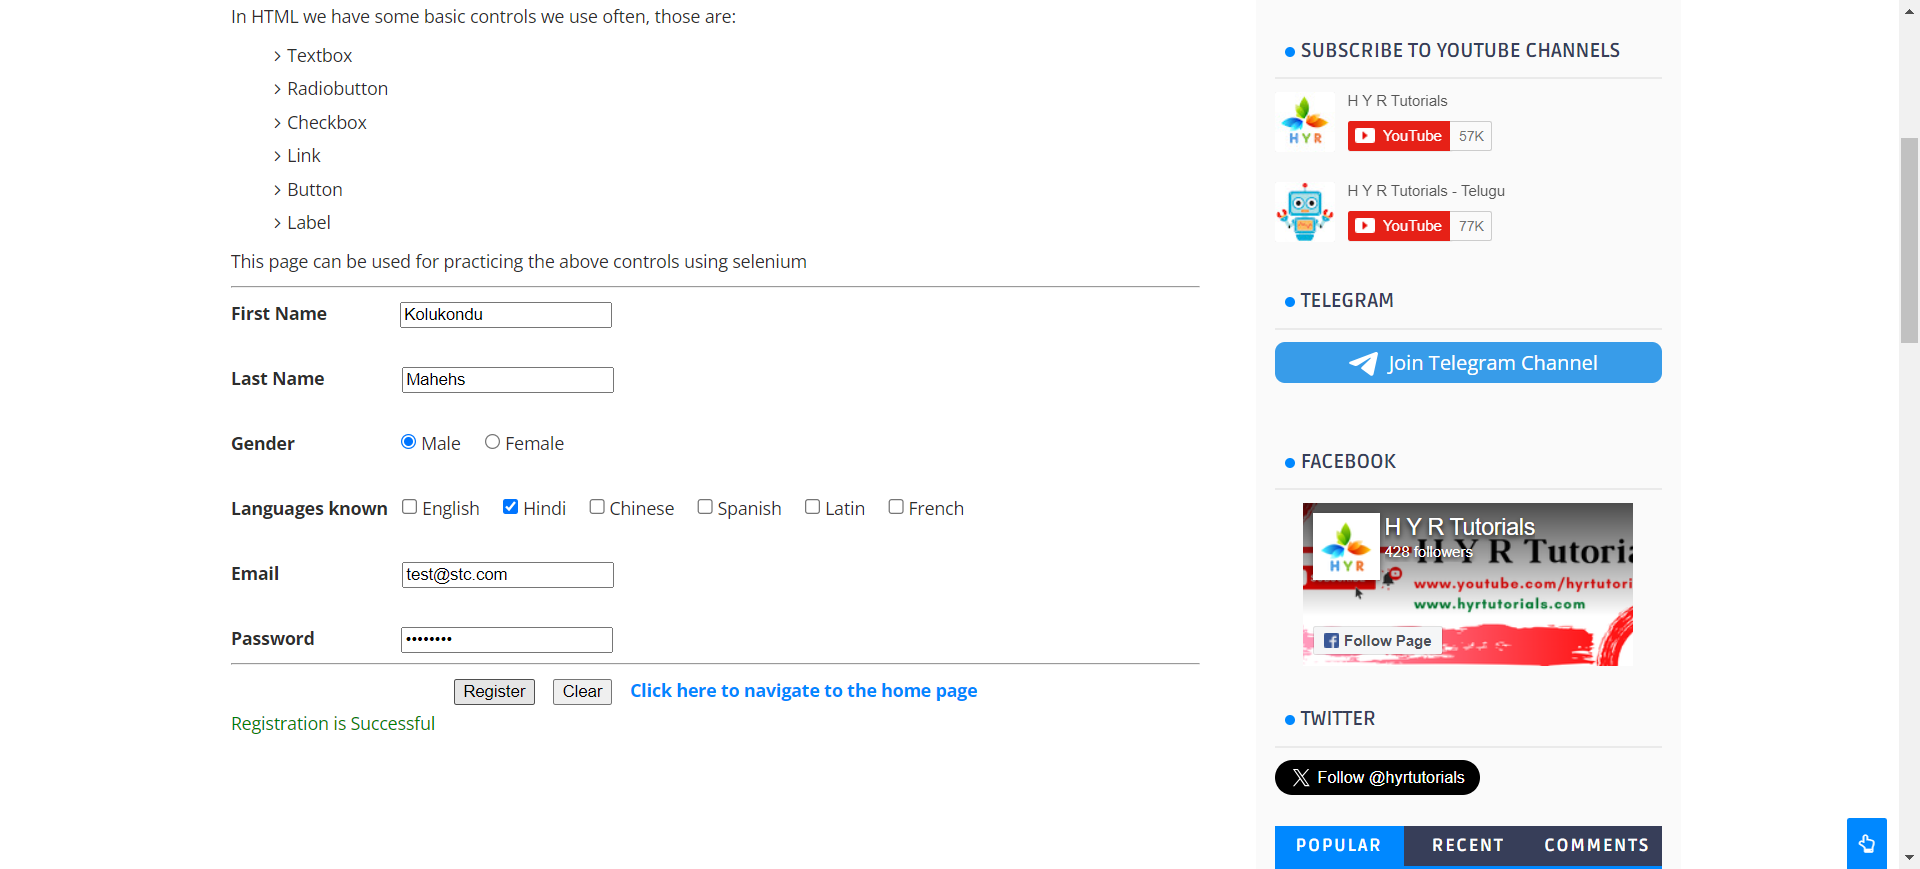 In HTML we have some basic controls we use often, those are:
Textbox
Radiobutton
Checkbox
Link
Button
Label
This page can be used for practicing the above controls using selenium
First Name Kolukondu
Last Name Mahehs
Gender Male Female
Languages known English Hindi Chinese Spanish Latin French
Email test@stc.com
Password ••••••••
Register Clear Click here to navigate to the home page
Registration is Successful
SUBSCRIBE TO YOUTUBE CHANNELS
H Y R Tutorials
HYR
YouTube 57K
H Y R Tutorials - Telugu
YouTube 77K
TELEGRAM
Join Telegram Channel
FACEBOOK
H Y R Tutorials
428 followers
H Y R Tutoria
HYR
www.youtube.com/hyrtutori
www.hyrtutorials.com
Follow Page
TWITTER
Follow @hyrtutorials
POPULAR RECENT COMMENTS